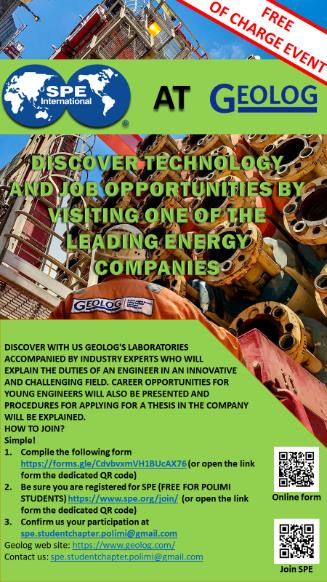 FREE
OF CHARGE EVENT
SPE
International
®
AT
GEOLOG
DISCOVER TECHNOLOGY
AND JOB OPPORTUNITIES BY
VISITING ONE OF THE
LEADING ENERGY
COMPANIES
GEOLOG
DISCOVER WITH US GEOLOG'S LABORATORIES
ACCOMPANIED BY INDUSTRY EXPERTS WHO WILL
EXPLAIN THE DUTIES OF AN ENGINEER IN AN INNOVATIVE
AND CHALLENGING FIELD. CAREER OPPORTUNITIES FOR
YOUNG ENGINEERS WILL ALSO BE PRESENTED AND
PROCEDURES FOR APPLYING FOR A THESIS IN THE COMPANY
WILL BE EXPLAINED.
HOW TO JOIN?
Simple!
1. Compile the following form
https://forms.gle/CdvbvxmVH1BUcAX76 (or open the link
form the dedicated QR code)
2. Be sure you are registered for SPE (FREE FOR POLIMI
STUDENTS) https://www.spe.org/join/ (or open the link
form the dedicated QR code)
3. Confirm us your participation at
spe.studentchapter.polimi@gmail.com
Geolog web site: https://www.geolog.com/
Contact us: spe.studentchapter.polimi@gmail.com
Online form
Join SPE